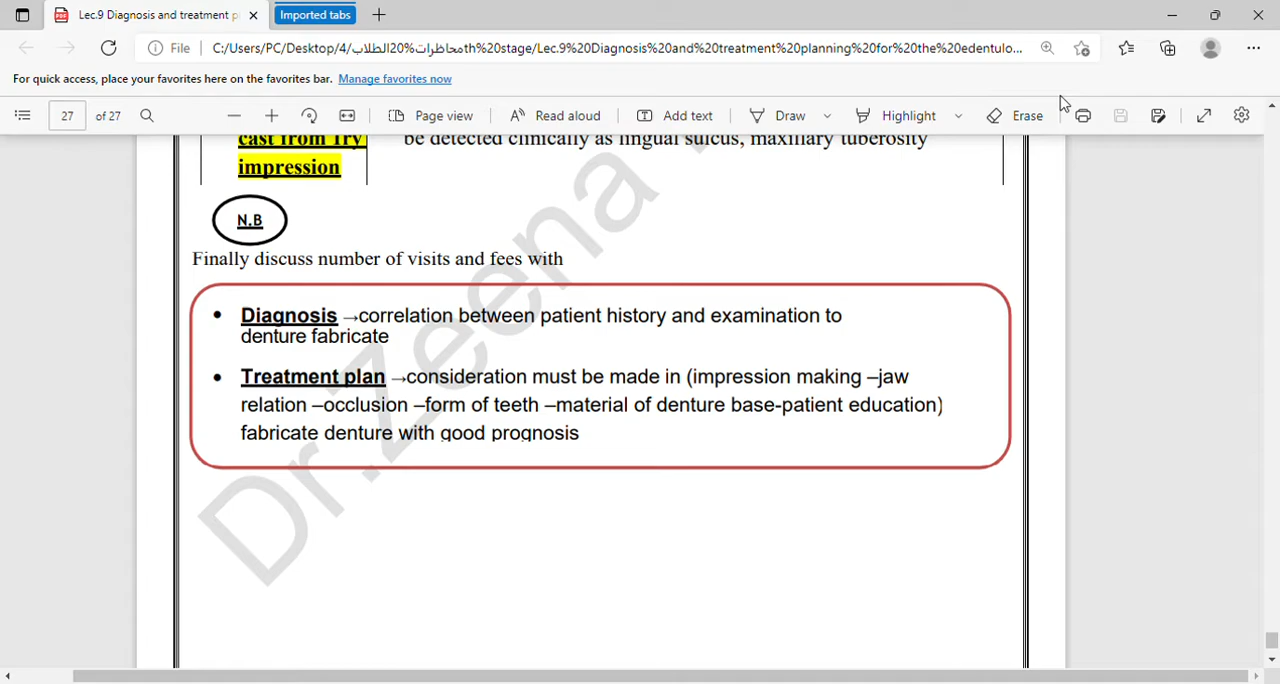 Lec.9 Diagnosis and treatment p
Imported tabs
File
C:/Users/PC/Desktop/4/محاظرات%20الطلابth%20stage/Lec.9%20Diagnosis%20and%20treatment%20planning%20for%20the%20edentulo...
For quick access, place your favorites here on the favorites bar. Manage favorites now
27 of 27
Page view
Read aloud
Add text
Draw
Highlight
Erase
cast from Try
be detected clinically as lingual sulcus, maxillary tuberosity
impression
N.B
Finally discuss number of visits and fees with
• Diagnosis →correlation between patient history and examination to
denture fabricate
• Treatment plan →consideration must be made in (impression making –jaw
relation –occlusion –form of teeth –material of denture base-patient education)
fabricate denture with good prognosis
Dr.Zeena